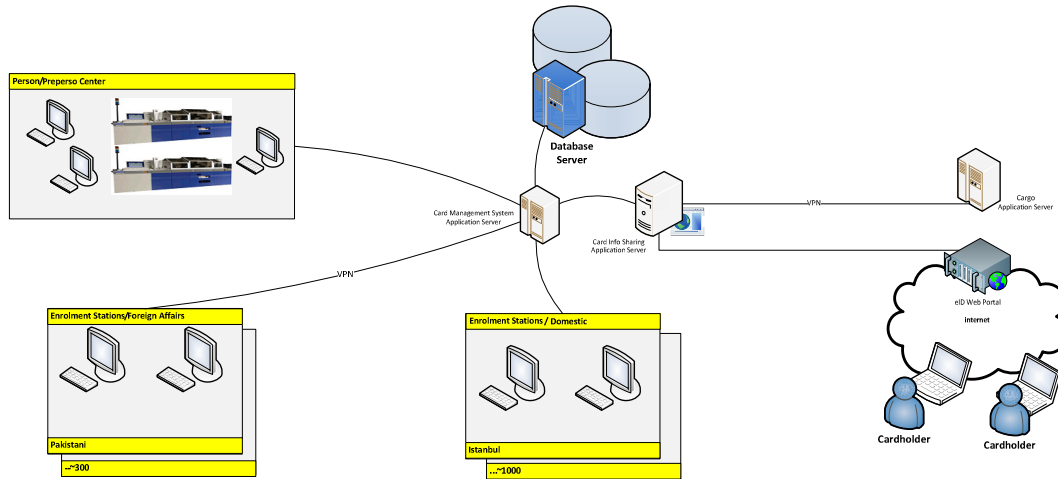 Person/Preperso Center
Database
Server
Card Management System
Application Server
Card Info Sharing
Application Server
VPN
Cargo
Application Server
VPN
eID Web Portal
internet
Enrolment Stations/Foreign Affairs
Pakistani
--~300
Enrolment Stations / Domestic
Istanbul
...~1000
Cardholder
Cardholder